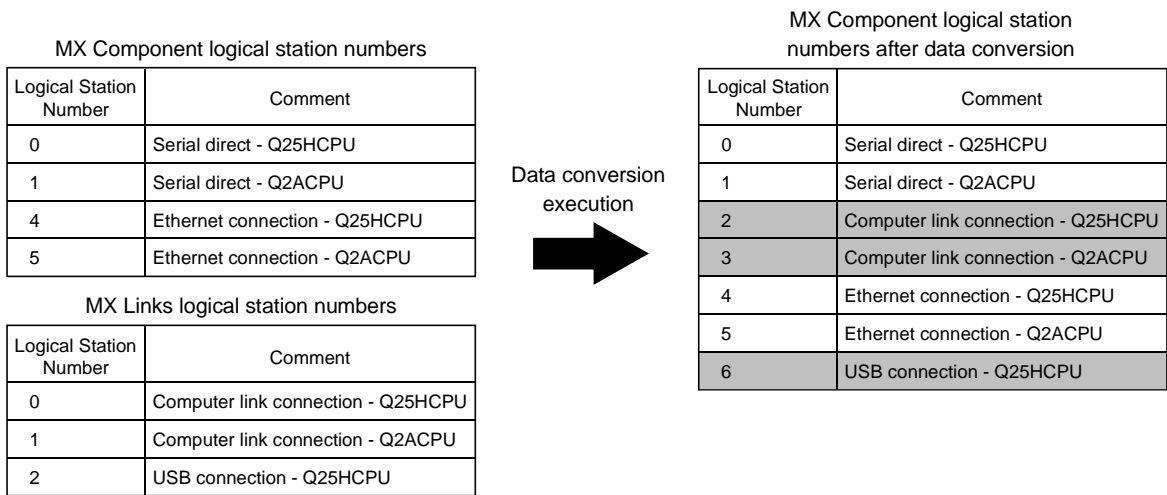 MX Component logical station numbers
Logical Station Number Comment
0 Serial direct - Q25HCPU
1 Serial direct - Q2ACPU
4 Ethernet connection - Q25HCPU
5 Ethernet connection - Q2ACPU
MX Links logical station numbers
Logical Station Number Comment
0 Computer link connection - Q25HCPU
1 Computer link connection - Q2ACPU
2 USB connection - Q25HCPU
Data conversion
execution
MX Component logical station
numbers after data conversion
Logical Station Number Comment
0 Serial direct - Q25HCPU
1 Serial direct - Q2ACPU
2 Computer link connection - Q25HCPU
3 Computer link connection - Q2ACPU
4 Ethernet connection - Q25HCPU
5 Ethernet connection - Q2ACPU
6 USB connection - Q25HCPU